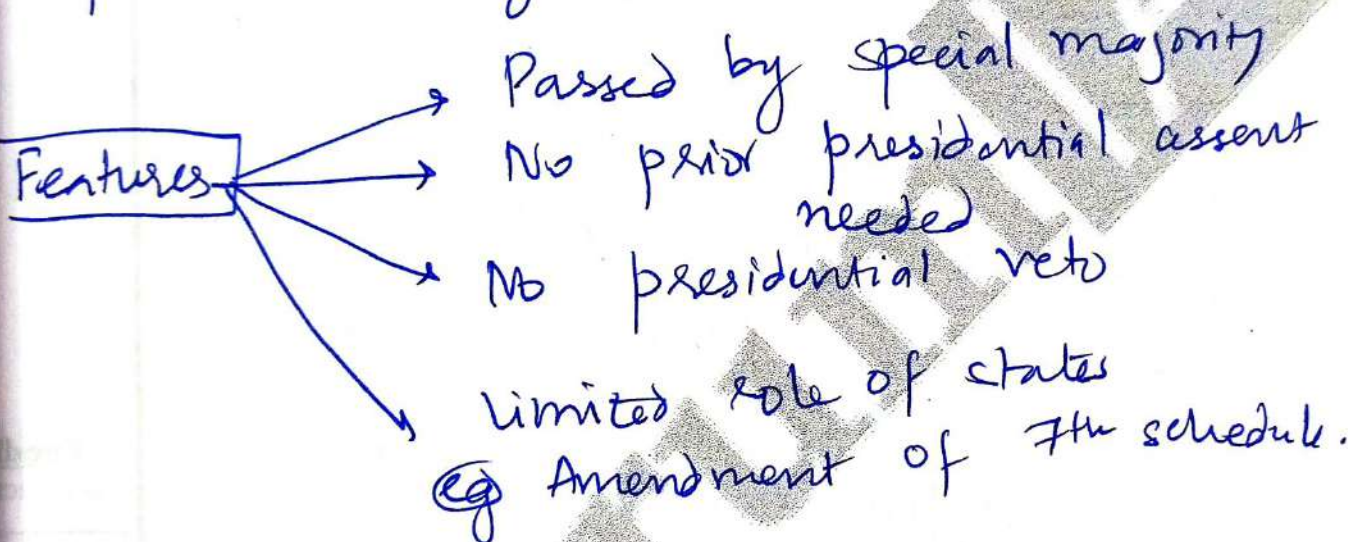 Features
Passed by special majority
No prior presidential assent
needed
No presidential veto
Limited role of states
eg Amendment of 7th schedule.